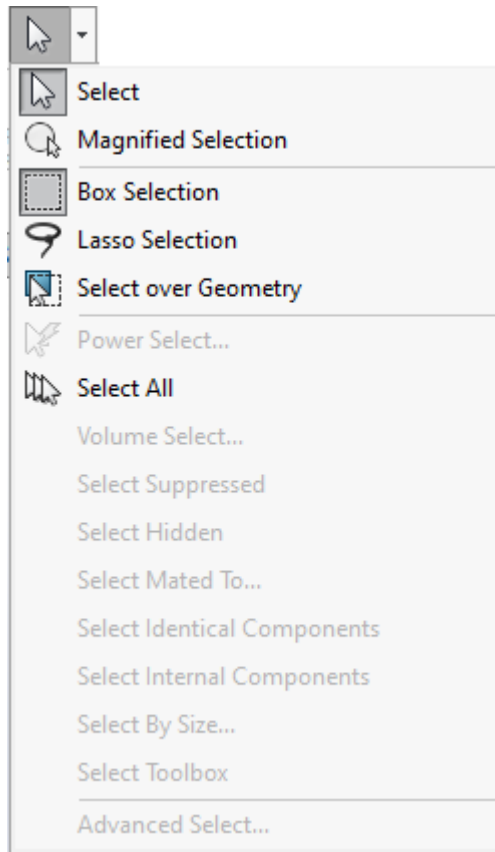 Select
Magnified Selection
Box Selection
Lasso Selection
Select over Geometry
Power Select...
Select All
Volume Select...
Select Suppressed
Select Hidden
Select Mated To...
Select Identical Components
Select Internal Components
Select By Size...
Select Toolbox
Advanced Select...